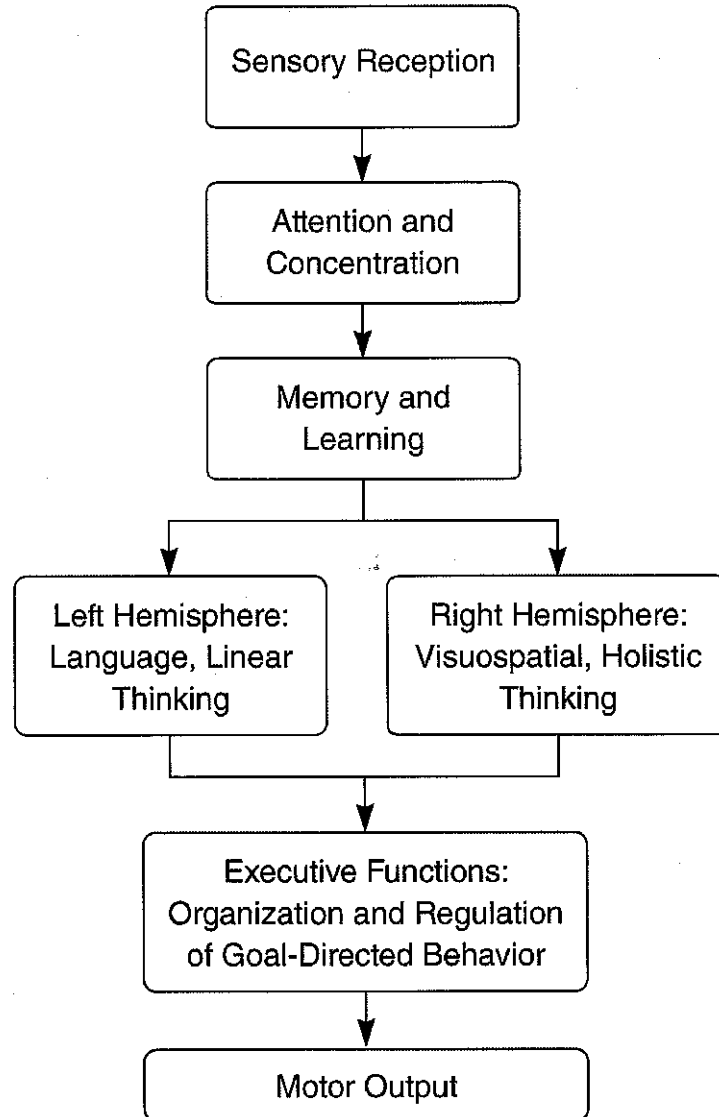 Sensory Reception
Attention and
Concentration
Memory and
Learning
Left Hemisphere:
Language, Linear
Thinking
Right Hemisphere:
Visuospatial, Holistic
Thinking
Executive Functions:
Organization and Regulation
of Goal-Directed Behavior
Motor Output